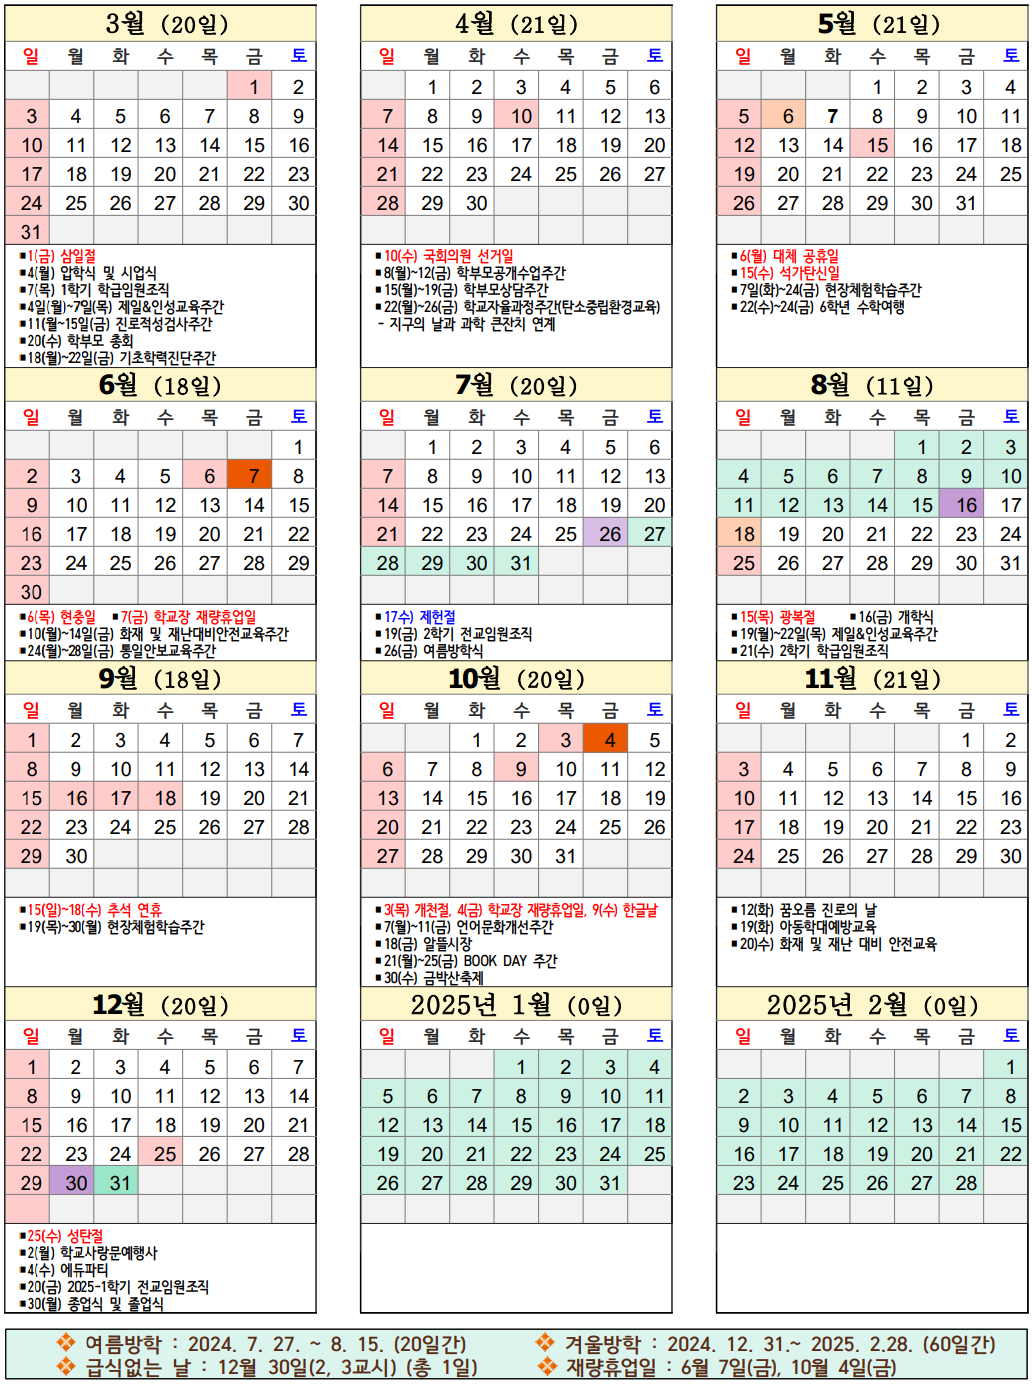 3월 (20일)
일 월 화 수 목 금 토
1 2
3 4 5 6 7 8 9
10 11 12 13 14 15 16
17 18 19 20 21 22 23
24 25 26 27 28 29 30
31
■1(금) 삼일절
■4(월) 입학식 및 시업식
■7(목) 1학기 학급임원조직
■4일(월)~7일(목) 제일&인성교육주간
■11(월)~15일(금) 진로적성검사주간
■20(수) 학부모 총회
■18(월)~22일(금) 기초학력진단주간
4월 (21일)
일 월 화 수 목 금 토
1 2 3 4 5 6
7 8 9 10 11 12 13
14 15 16 17 18 19 20
21 22 23 24 25 26 27
28 29 30
■10(수) 국회의원 선거일
■8(월)~12(금) 학부모공개수업주간
■15(월)~19(금) 학부모상담주간
■22(월)~26(금) 학교자율과정주간(탄소중립환경교육)
- 지구의 날과 과학 큰잔치 연계
5월 (21일)
일 월 화 수 목 금 토
1 2 3 4
5 6 7 8 9 10 11
12 13 14 15 16 17 18
19 20 21 22 23 24 25
26 27 28 29 30 31
■6(월) 대체 공휴일
■15(수) 석가탄신일
■7일(화)~24(금) 현장체험학습주간
■22(수)~24(금) 6학년 수학여행
6월 (18일)
일 월 화 수 목 금 토
1
2 3 4 5 6 7 8
9 10 11 12 13 14 15
16 17 18 19 20 21 22
23 24 25 26 27 28 29
30
■6(목) 현충일 ■7(금) 학교장 재량휴업일
■10(월)~14일(금) 화재 및 재난대비안전교육주간
■24(월)~28일(금) 통일안보교육주간
7월 (20일)
일 월 화 수 목 금 토
1 2 3 4 5 6
7 8 9 10 11 12 13
14 15 16 17 18 19 20
21 22 23 24 25 26 27
28 29 30 31
■17수) 제헌절
■19(금) 2학기 전교임원조직
■26(금) 여름방학식
8월 (11일)
일 월 화 수 목 금 토
1 2 3
4 5 6 7 8 9 10
11 12 13 14 15 16 17
18 19 20 21 22 23 24
25 26 27 28 29 30 31
■15(목) 광복절 ■16(금) 개학식
■19(월)~22일(목) 제일&인성교육주간
■21(수) 2학기 학급임원조직
9월 (18일)
일 월 화 수 목 금 토
1 2 3 4 5 6 7
8 9 10 11 12 13 14
15 16 17 18 19 20 21
22 23 24 25 26 27 28
29 30
■15(일)~18(수) 추석 연휴
■19(목)~30(월) 현장체험학습주간
10월 (20일)
일 월 화 수 목 금 토
1 2 3 4 5
6 7 8 9 10 11 12
13 14 15 16 17 18 19
20 21 22 23 24 25 26
27 28 29 30 31
■3(목) 개천절, 4(금) 학교장 재량휴업일, 9(수) 한글날
■7(월)~11(금) 언어문화개선주간
■18(금) 알뜰시장
■21(월)~25(금) BOOK DAY 주간
■30(수) 금박산축제
11월 (21일)
일 월 화 수 목 금 토
1 2
3 4 5 6 7 8 9
10 11 12 13 14 15 16
17 18 19 20 21 22 23
24 25 26 27 28 29 30
■12(화) 꿈오름 진로의 날
■19(화) 아동학대예방교육
■20)수) 화재 및 재난 대비 안전교육
12월 (20일)
일 월 화 수 목 금 토
1 2 3 4 5 6 7
8 9 10 11 12 13 14
15 16 17 18 19 20 21
22 23 24 25 26 27 28
29 30 31
■25(수) 성탄절
■2(월) 학교사랑문예행사
■4(수) 에듀파티
■20(금) 2025-1학기 전교임원조직
■30(월) 종업식 및 졸업식
2025년 1월 (0일)
일 월 화 수 목 금 토
1 2 3 4
5 6 7 8 9 10 11
12 13 14 15 16 17 18
19 20 21 22 23 24 25
26 27 28 29 30 31
2025년 2월 (0일)
일 월 화 수 목 금 토
1
2 3 4 5 6 7 8
9 10 11 12 13 14 15
16 17 18 19 20 21 22
23 24 25 26 27 28
❖ 여름방학 : 2024. 7. 27. ~ 8. 15. (20일간) ❖ 겨울방학 : 2024. 12. 31.~ 2025. 2.28. (60일간)
❖ 급식없는 날 : 12월 30일(2, 3교시) (총 1일) ❖ 재량휴업일 : 6월 7일(금), 10월 4일(금)